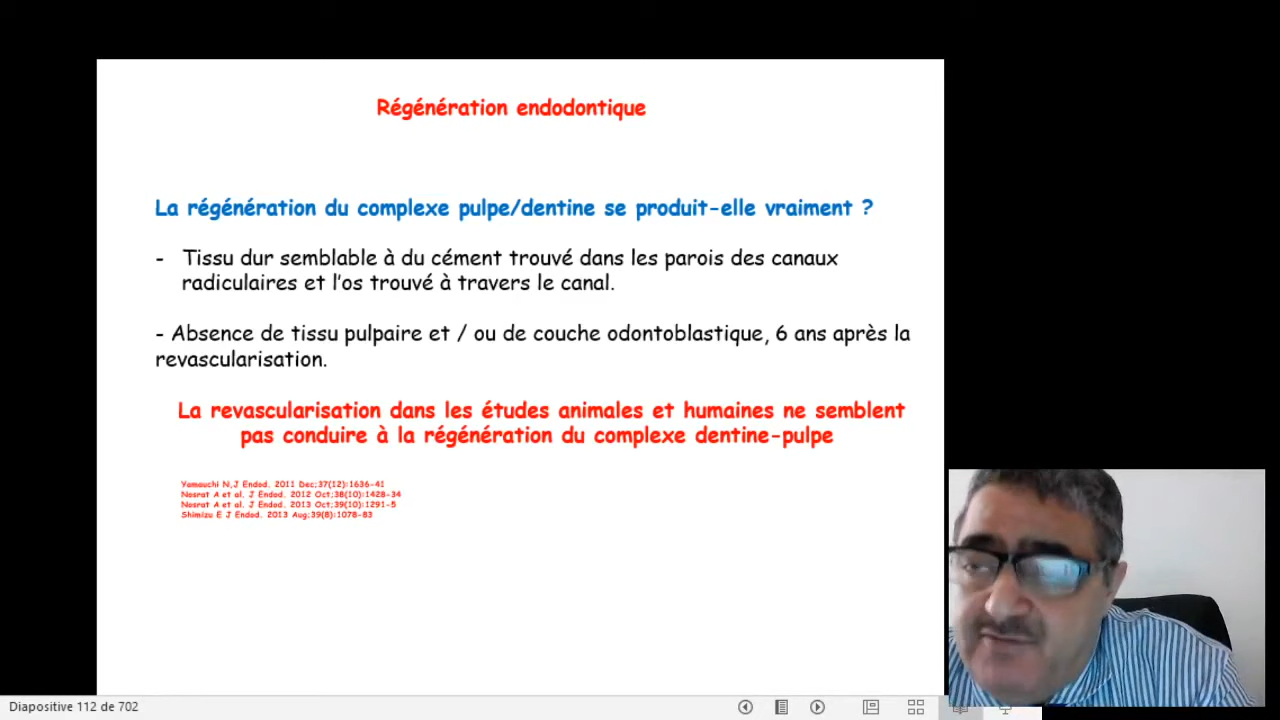 Régénération endodontique
La régénération du complexe pulpe/dentine se produit-elle vraiment ?
- Tissu dur semblable à du cément trouvé dans les parois des canaux
radiculaires et l'os trouvé à travers le canal.
- Absence de tissu pulpaire et / ou de couche odontoblastique, 6 ans après la
revascularisation.
La revascularisation dans les études animales et humaines ne semblent
pas conduire à la régénération du complexe dentine-pulpe
Yamauchi N,J Endod. 2011 Dec;37(12):1636-41
Nosrat A et al. J Endod. 2012 Oct;38(10):1428-34
Nosrat A et al. J Endod. 2013 Oct;39(10):1291-5
Shimizu E J Endod. 2013 Aug;39(8):1078-83
Diapositive 112 de 702